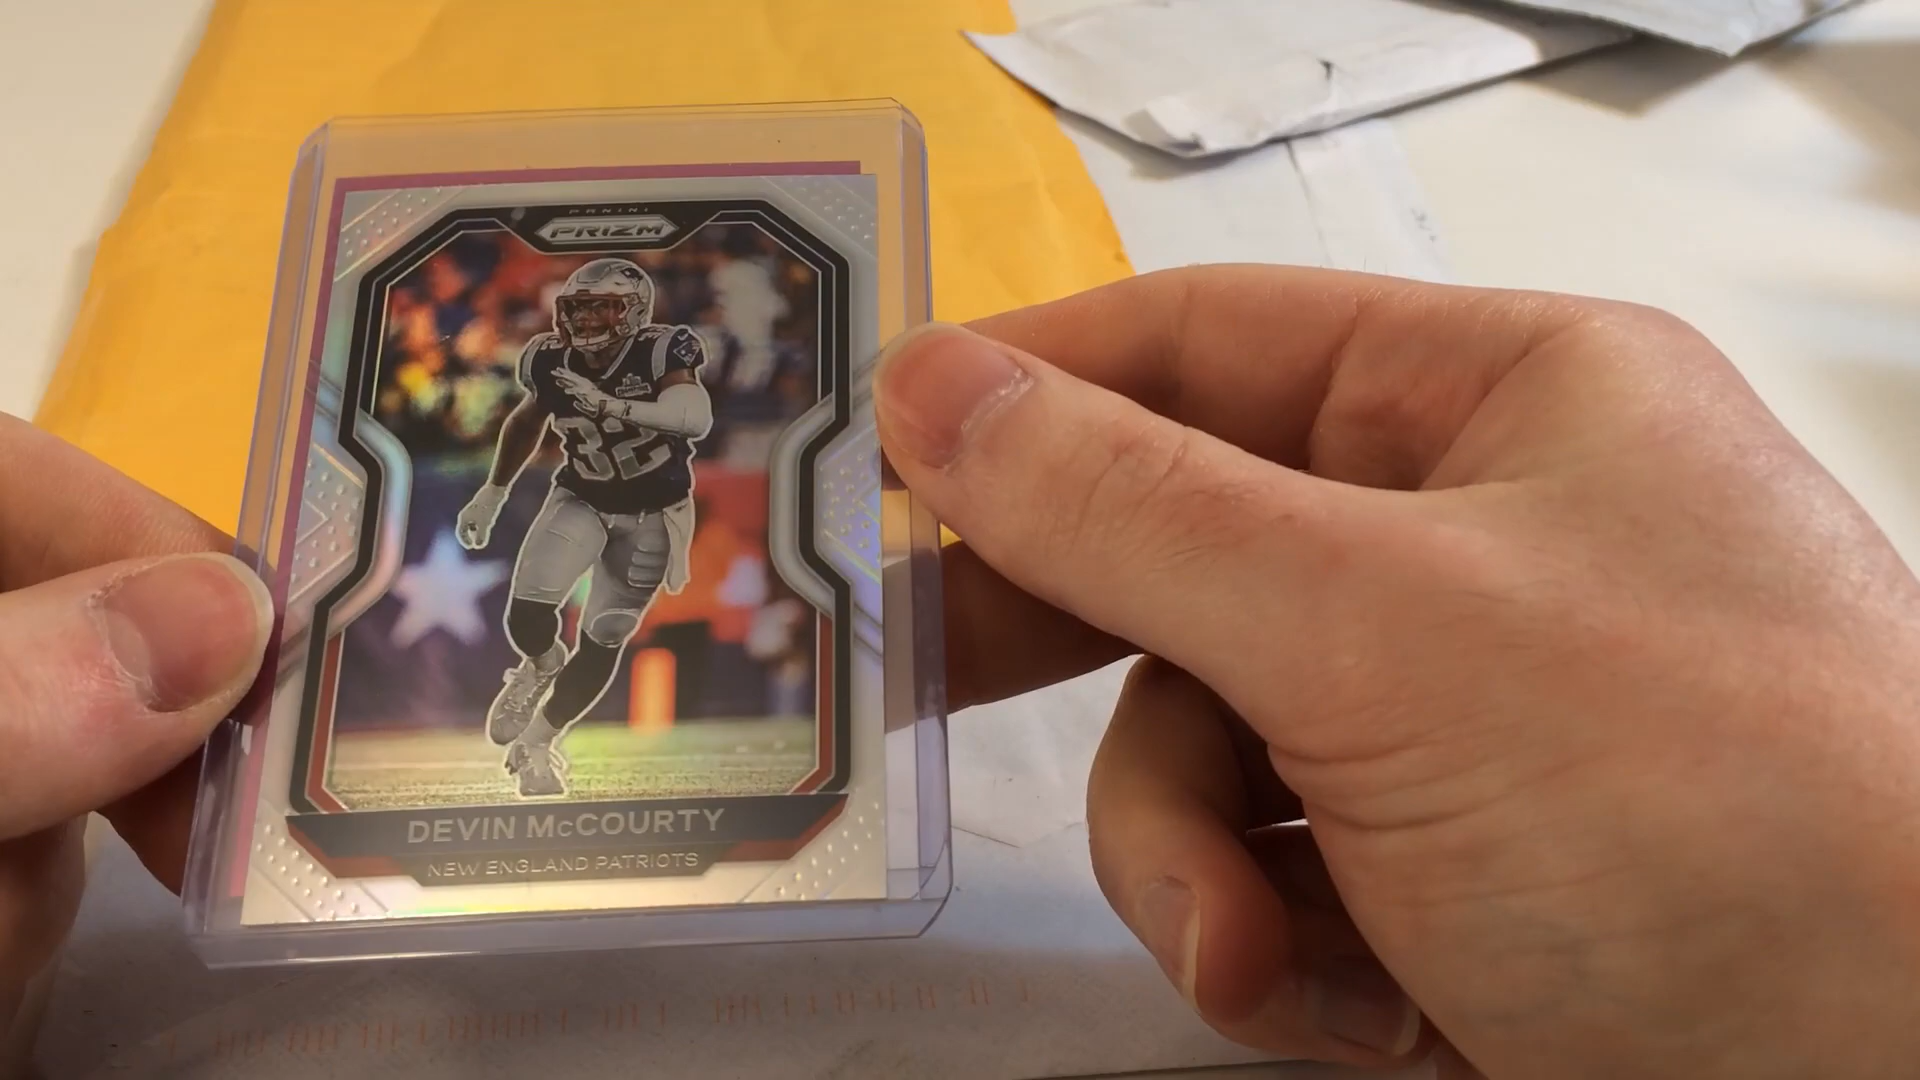 PANINI
PRIZM
32
DEVIN McCOURTY
NEW ENGLAND PATRIOTS